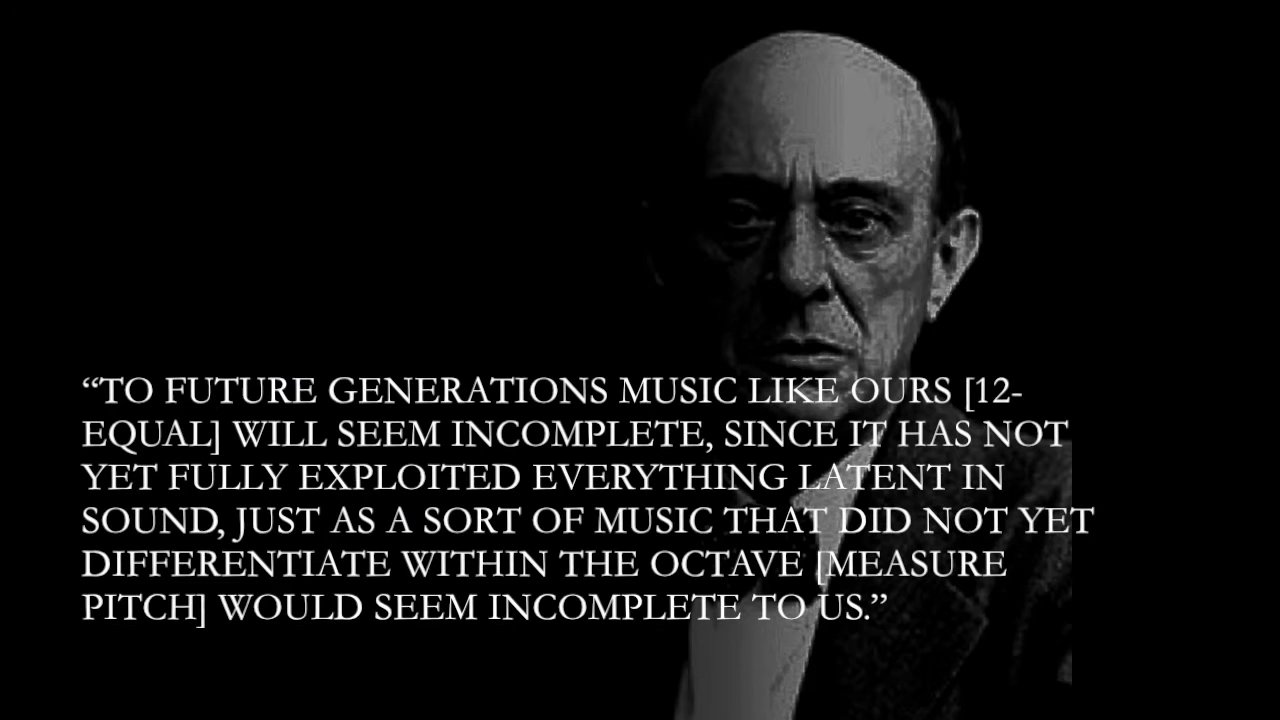 “TO FUTURE GENERATIONS MUSIC LIKE OURS [12-
EQUAL] WILL SEEM INCOMPLETE, SINCE IT HAS NOT
YET FULLY EXPLOITED EVERYTHING LATENT IN
SOUND, JUST AS A SORT OF MUSIC THAT DID NOT YET
DIFFERENTIATE WITHIN THE OCTAVE [MEASURE
PITCH] WOULD SEEM INCOMPLETE TO US.”